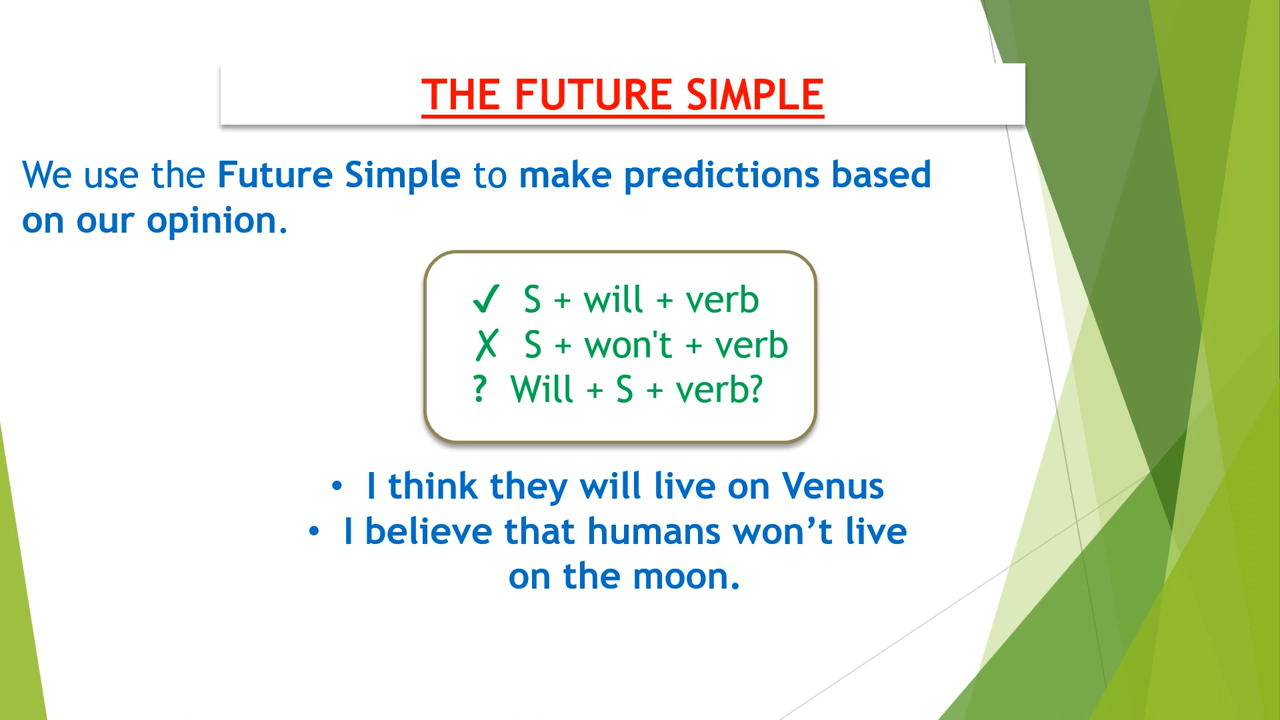 THE FUTURE SIMPLE
We use the Future Simple to make predictions based
on our opinion.
✓ S + will + verb
✗ S + won't + verb
? Will + S + verb?
• I think they will live on Venus
• I believe that humans won’t live
on the moon.